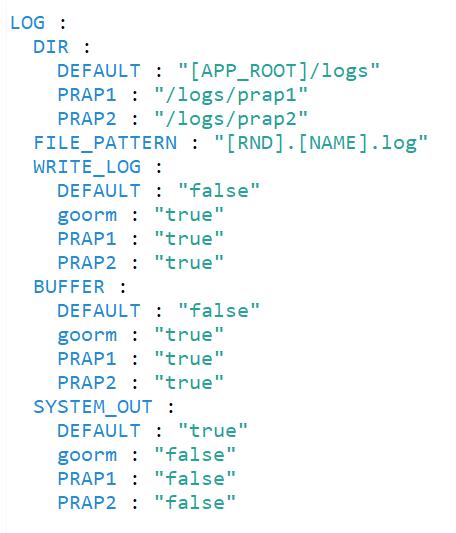 LOG :
  DIR :
    DEFAULT : "[APP_ROOT]/logs"
    PRAP1 : "/logs/prap1"
    PRAP2 : "/logs/prap2"
  FILE_PATTERN : "[RND].[NAME].log"
  WRITE_LOG :
    DEFAULT : "false"
    goorm : "true"
    PRAP1 : "true"
    PRAP2 : "true"
  BUFFER :
    DEFAULT : "false"
    goorm : "true"
    PRAP1 : "true"
    PRAP2 : "true"
  SYSTEM_OUT :
    DEFAULT : "true"
    goorm : "false"
    PRAP1 : "false"
    PRAP2 : "false"